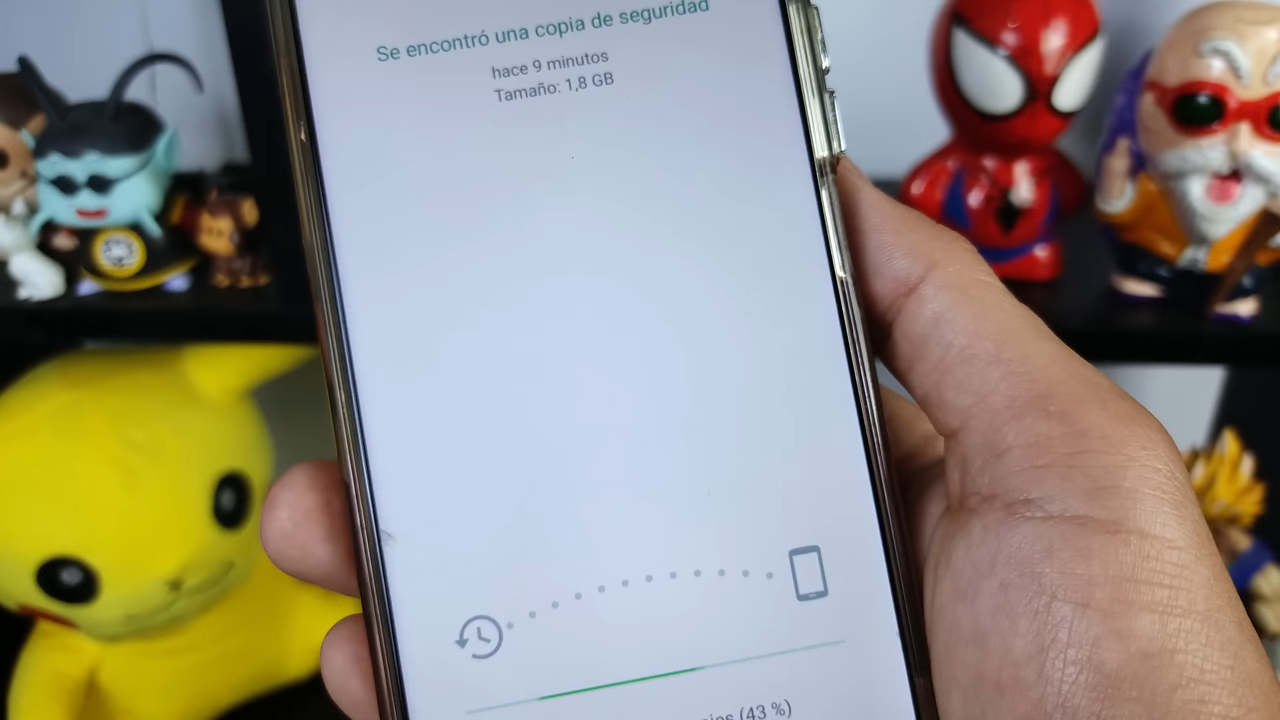 Se encontró una copia de seguridad
hace 9 minutos
Tamaño: 1,8 GB
(43 %)